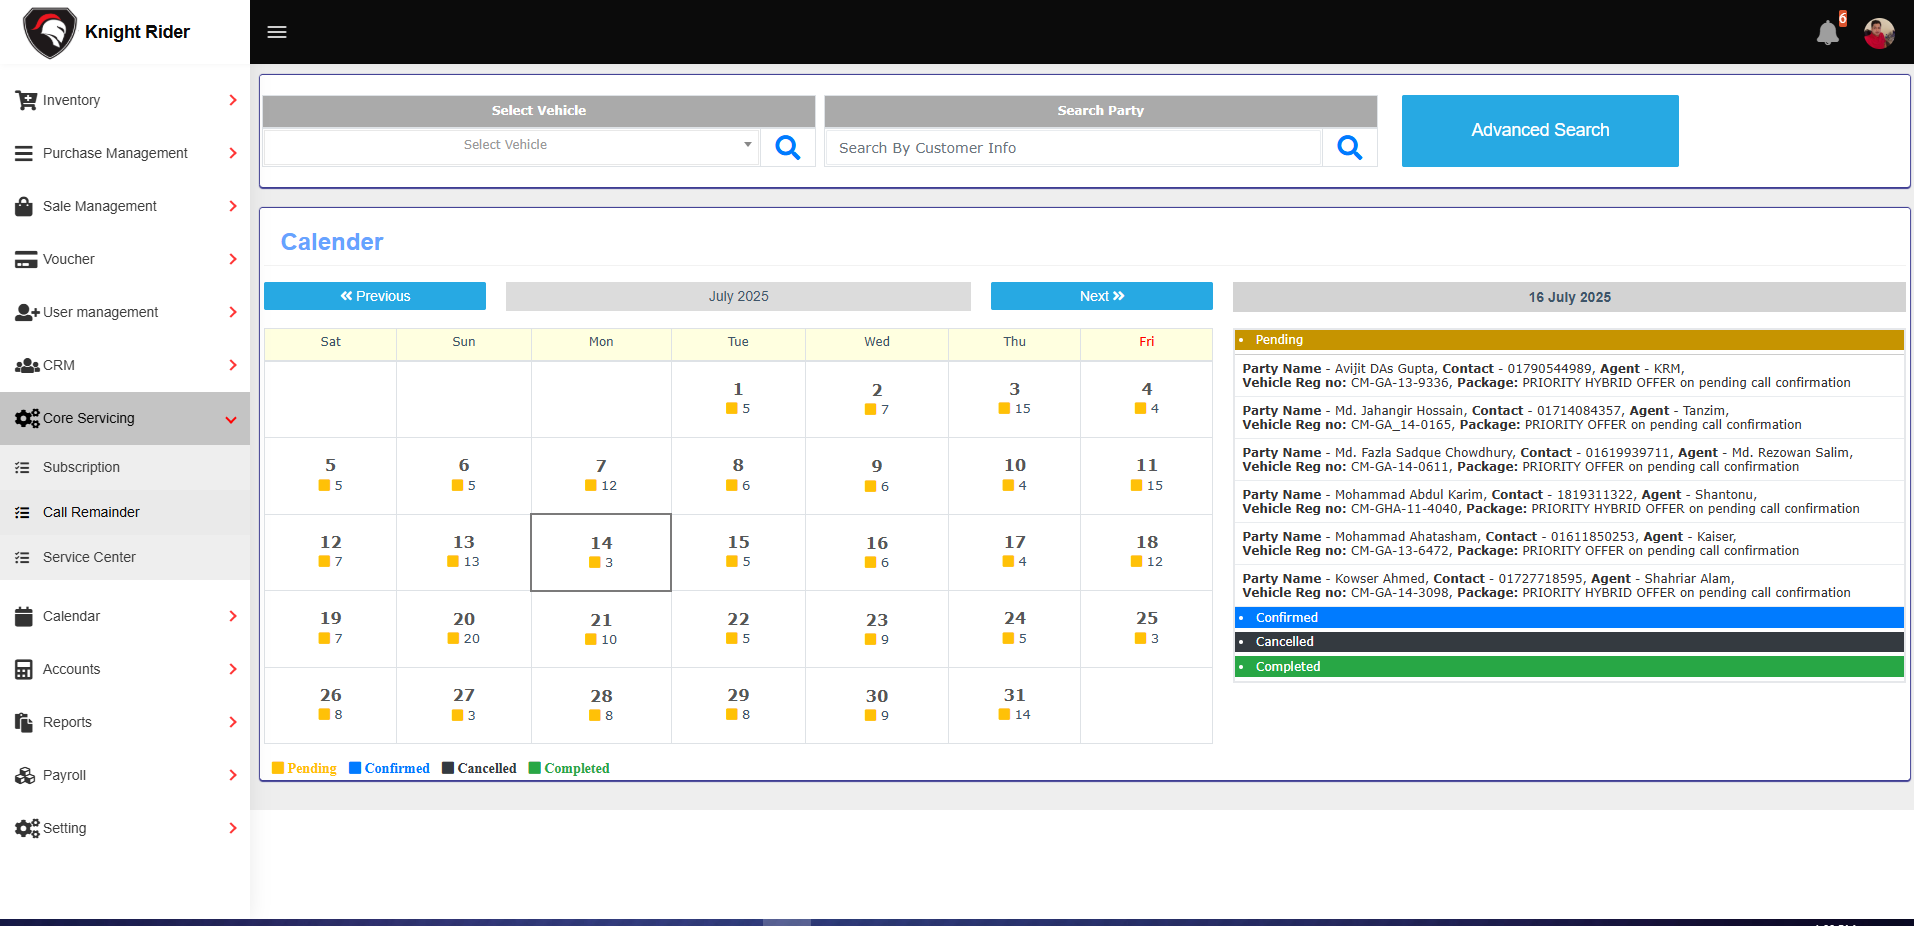 Knight Rider
6
Inventory
Purchase Management
Sale Management
Voucher
User management
CRM
Core Servicing
Subscription
Call Remainder
Service Center
Calendar
Accounts
Reports
Payroll
Setting
Select Vehicle
Select Vehicle
Search Party
Search By Customer Info
Advanced Search
Calender
Previous
July 2025
Next
Sat Sun Mon Tue Wed Thu Fri
1 2 3 4
5 7 15 4
5 6 7 8 9 10 11
5 5 12 6 6 4 15
12 13 14 15 16 17 18
7 13 3 5 6 4 12
19 20 21 22 23 24 25
7 20 10 5 9 5 3
26 27 28 29 30 31
8 3 8 8 9 14
Pending Confirmed Cancelled Completed
16 July 2025
Pending
Party Name - Avijit DAs Gupta, Contact - 01790544989, Agent - KRM,
Vehicle Reg no: CM-GA-13-9336, Package: PRIORITY HYBRID OFFER on pending call confirmation
Party Name - Md. Jahangir Hossain, Contact - 01714084357, Agent - Tanzim,
Vehicle Reg no: CM-GA_14-0165, Package: PRIORITY OFFER on pending call confirmation
Party Name - Md. Fazla Sadque Chowdhury, Contact - 01619939711, Agent - Md. Rezowan Salim,
Vehicle Reg no: CM-GA-14-0611, Package: PRIORITY OFFER on pending call confirmation
Party Name - Mohammad Abdul Karim, Contact - 1819311322, Agent - Shantonu,
Vehicle Reg no: CM-GHA-11-4040, Package: PRIORITY HYBRID OFFER on pending call confirmation
Party Name - Mohammad Ahatasham, Contact - 01611850253, Agent - Kaiser,
Vehicle Reg no: CM-GA-13-6472, Package: PRIORITY OFFER on pending call confirmation
Party Name - Kowser Ahmed, Contact - 01727718595, Agent - Shahriar Alam,
Vehicle Reg no: CM-GA-14-3098, Package: PRIORITY HYBRID OFFER on pending call confirmation
Confirmed
Cancelled
Completed